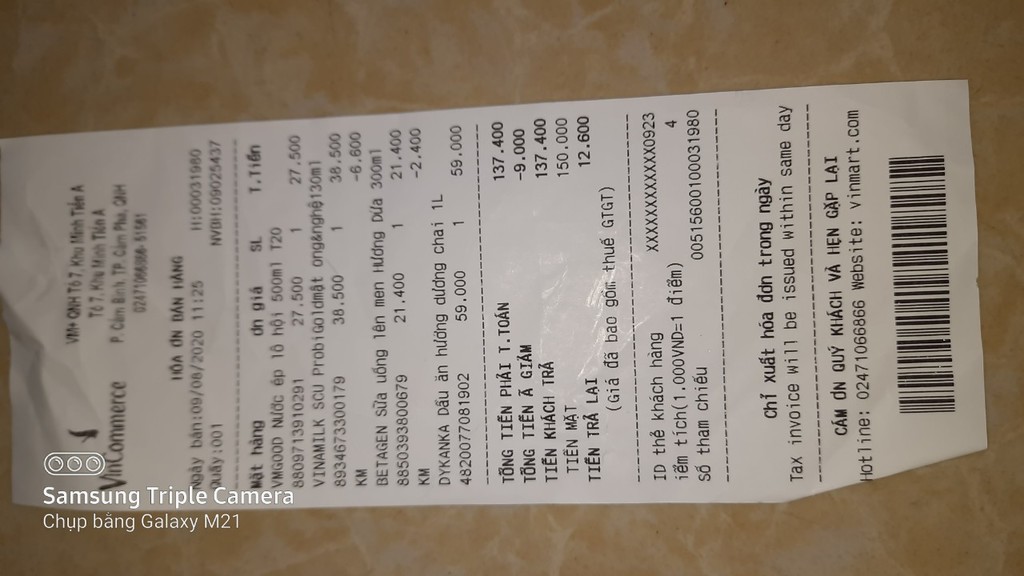 VinCommerce
VM+ QNH Tổ 7, Khu Minh Tiến A
Tổ 7, Khu Minh Tiến A
P. Cẩm Bình, TP. Cẩm Phả, QNH
02471066866-5156
HÓA ĐN BÁN HÀNG
Ngày bán:09/08/2020 11:25 H:00031980
Quầy:001 NVBH:09025437
Mặt hàng đn giá SL T.Tiền
VMGOOD Nước ép lô hội 500ml T20
8809713910291 27.500 1 27.500
VINAMILK SCU ProbiGoldmật ong&nghệ130ml
8934673300179 38.500 1 38.500
KM -6.600
BETAGEN Sữa uống lên men Hương Dừa 300ml
8850393800679 21.400 1 21.400
KM -2.400
DYKANKA Dầu ăn hướng dương chai 1L
4820077081902 59.000 1 59.000
TỔNG TIỀN PHẢI T.TOÁN 137.400
TỔNG TIỀN Ã GIẢM -9.000
TIỀN KHÁCH TRẢ 137.400
TIỀN MẶT 150.000
TIỀN TRẢ LẠI 12.600
(Giá đã bao gồm thuế GTGT)
ID thẻ khách hàng XXXXXXXXXXXX0923
iểm tích(1.000VND=1 điểm) 4
Số tham chiếu 00515600100031980
Chỉ xuất hóa đơn trong ngày
Tax invoice will be issued within same day
CẢM ƠN QUÝ KHÁCH VÀ HẸN GẶP LẠI
Hotline: 02471066866 Website: vinmart.com
Samsung Triple Camera
Chụp bằng Galaxy M21